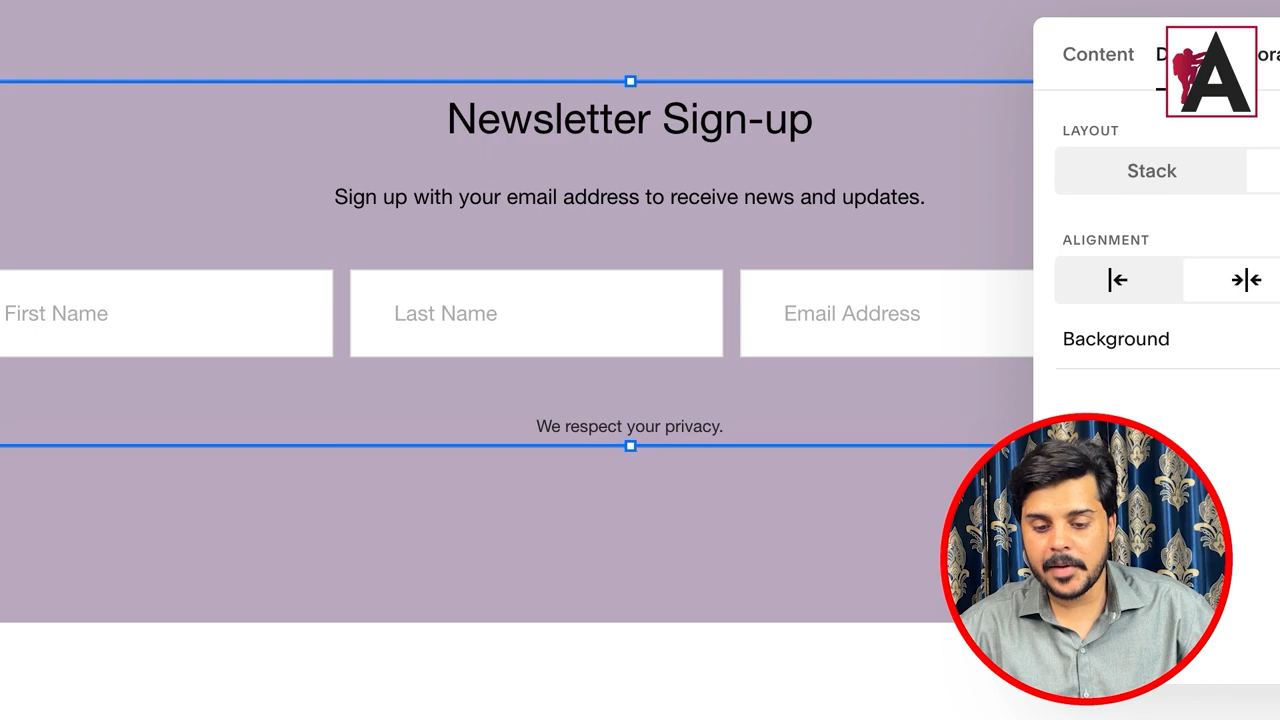 Newsletter Sign-up
Sign up with your email address to receive news and updates.
First Name
Last Name
Email Address
We respect your privacy.
Content
A
LAYOUT
Stack
ALIGNMENT
Background